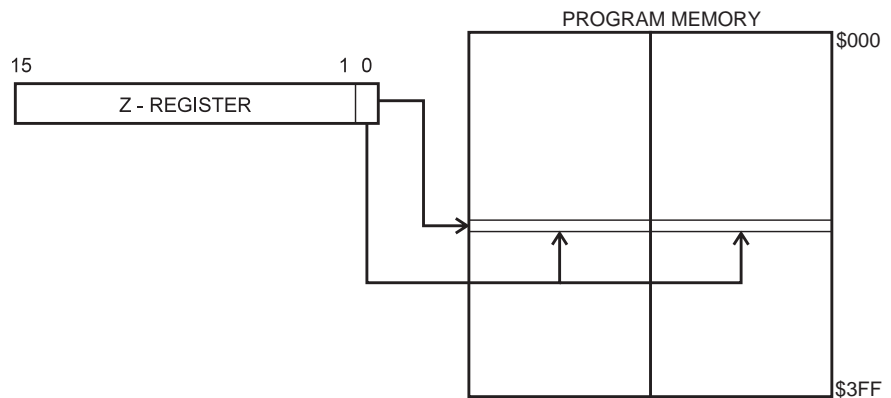 PROGRAM MEMORY
$000
15 1 0
Z - REGISTER
$3FF